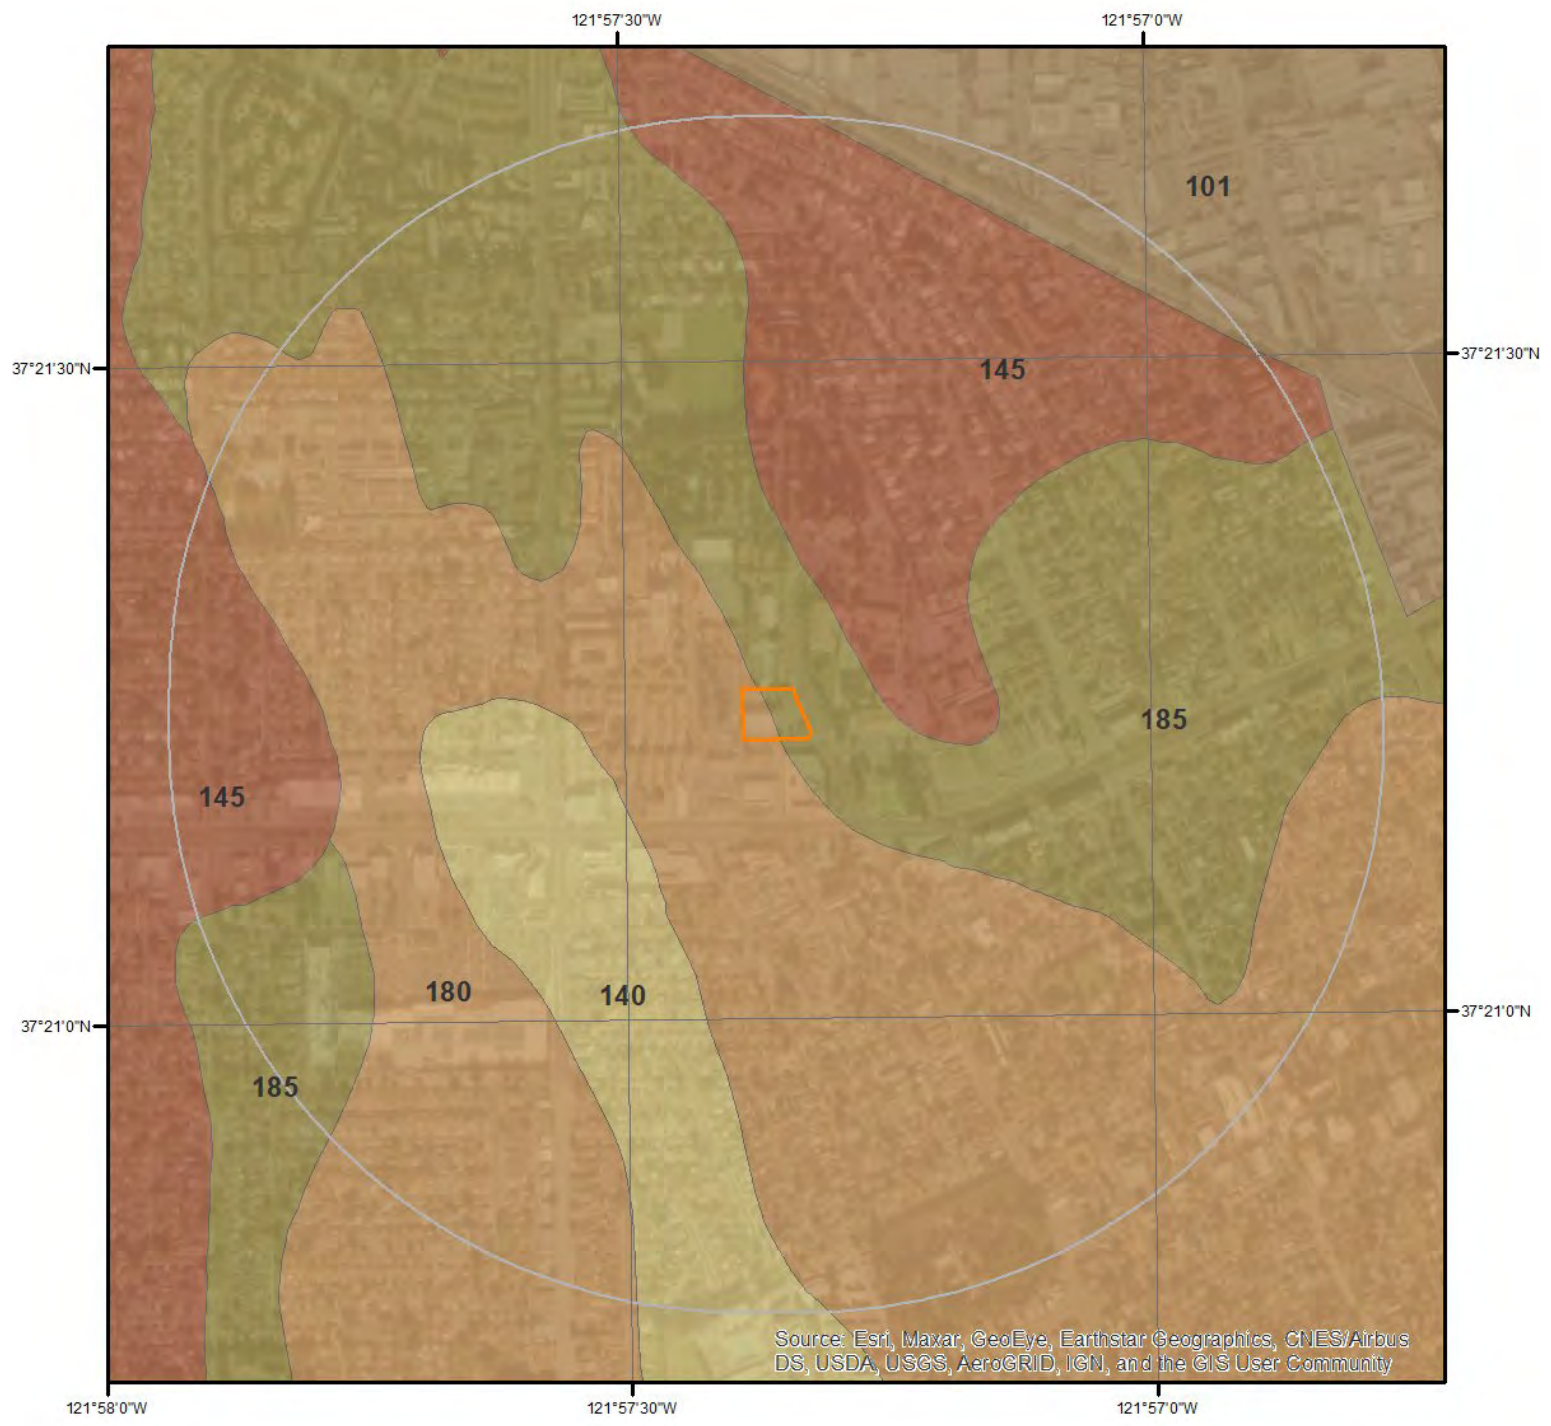 121°57'30"W
121°57'0"W
101
37°21'30"N
37°21'30"N
145
185
145
180
140
37°21'0"N
37°21'0"N
185
Source: Esri, Maxar, GeoEye, Earthstar Geographics, CNES/Airbus
DS, USDA, USGS, AeroGRID, IGN, and the GIS User Community
121°58'0"W
121°57'30"W
121°57'0"W